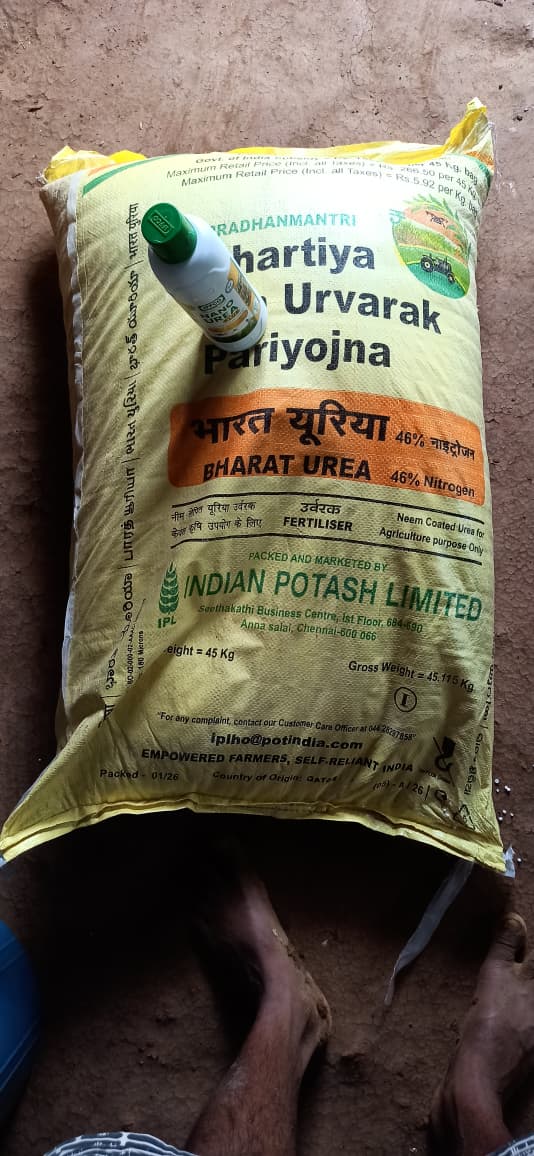 Maximum Retail Price (Incl. all Taxes) = Rs. 266.50 per 45 Kg. bag
Maximum Retail Price (Incl. all Taxes) = Rs.5.92 per Kg.
PRADHANMANTRI
hartiya
Urvarak
Pariyojna
NANO
UREA
भारत यूरिया 46% नाइट्रोजन
BHARAT UREA 46% Nitrogen
नीम लेपित यूरिया उर्वरक
केवल कृषि उपयोग के लिए
उर्वरक
FERTILISER
Neem Coated Urea for
Agriculture purpose Only
PACKED AND MARKETED BY
IPL
INDIAN POTASH LIMITED
Seethakathi Business Centre, Ist Floor, 684-690
Anna salai, Chennai-600 066
eight = 45 Kg
Gross Weight = 45.115 Kg
"For any complaint, contact our Customer Care Officer at 044 28297858"
iplho@potindia.com
EMPOWERED FARMERS, SELF-RELIANT INDIA
Packed - 01/26
Country of Origin:
भारत यूरिया
भारत यूरिया